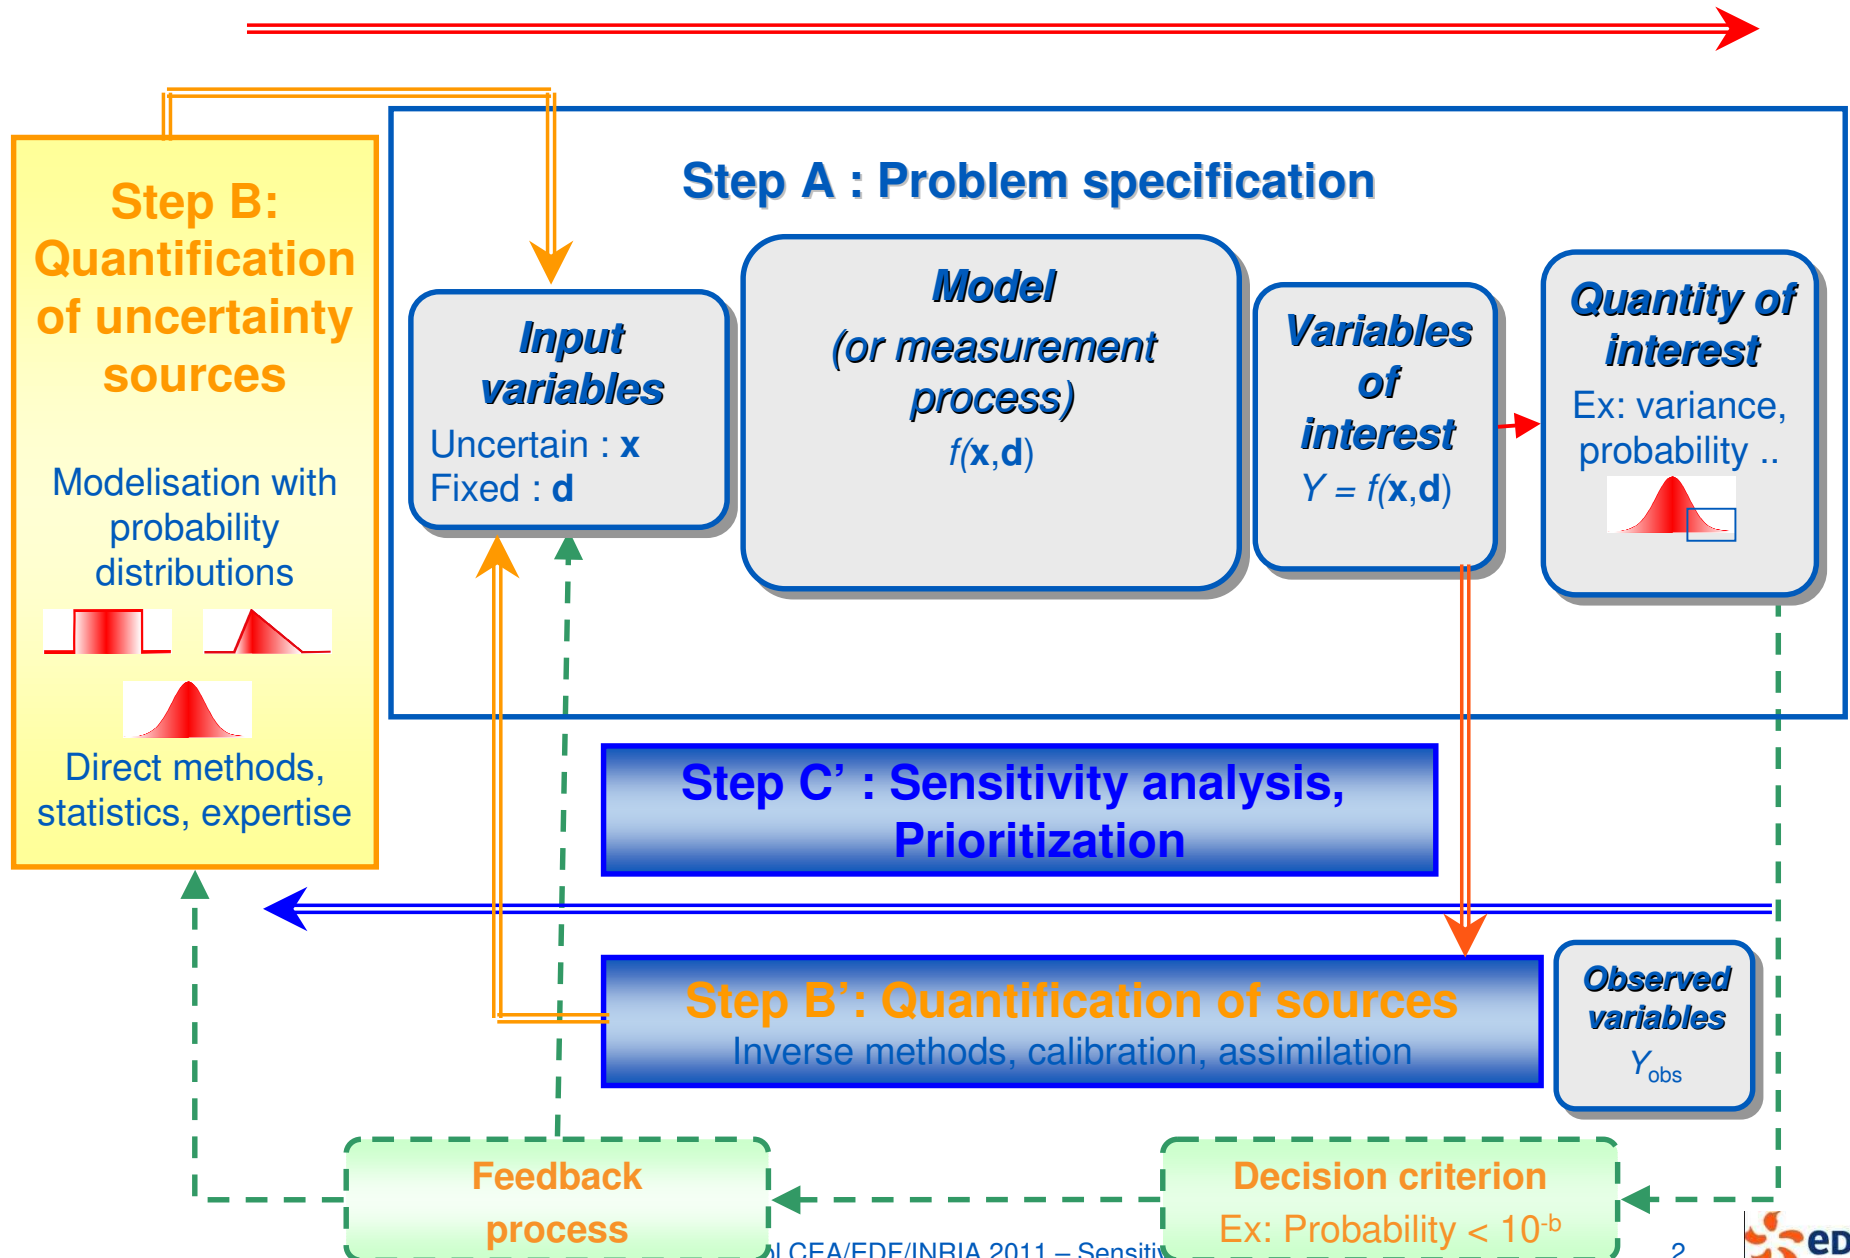 Step A : Problem specification
Step B:
Quantification
of uncertainty
sources
Modelisation with
probability
distributions
Direct methods,
statistics, expertise
Input
variables
Uncertain : x
Fixed : d
Model
(or measurement
process)
f(x,d)
Variables
of
interest
Y = f(x,d)
Quantity of
interest
Ex: variance,
probability ..
Step C’ : Sensitivity analysis,
Prioritization
Step B’: Quantification of sources
Inverse methods, calibration, assimilation
Observed
variables
Yobs
Feedback
process
Decision criterion
Ex: Probability < 10-b
CEA/EDF/INRIA 2011 – Sensitiv
2